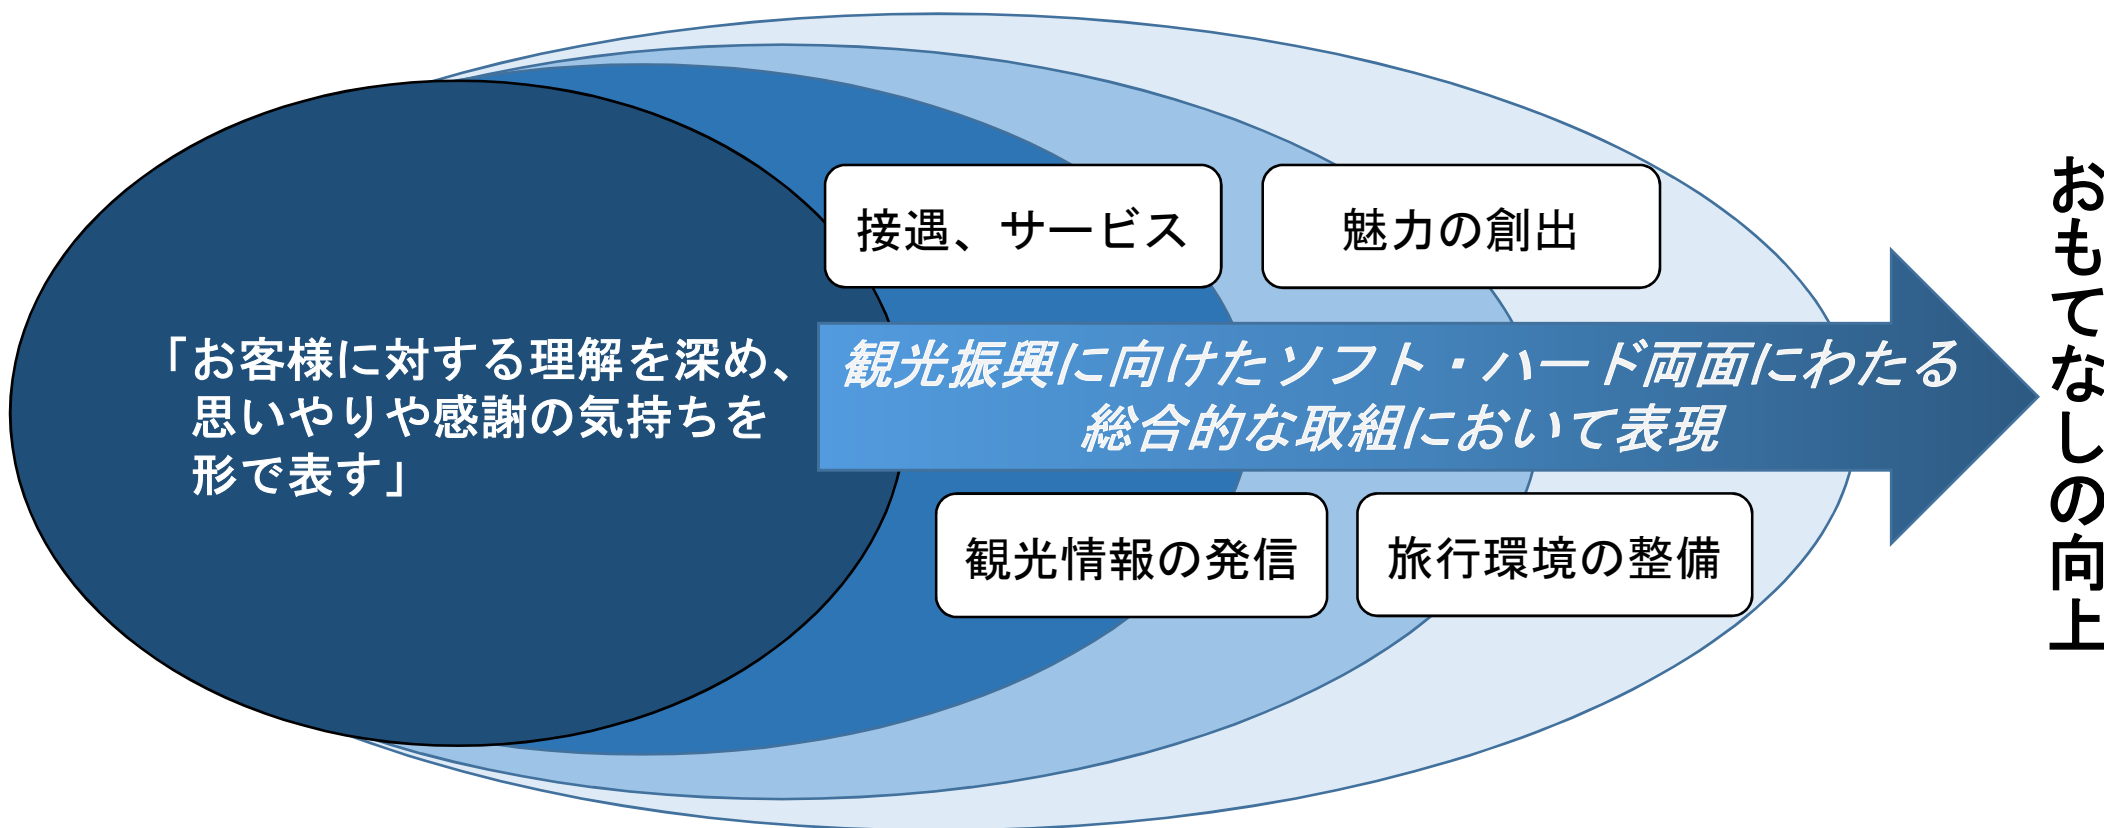 「お客様に対する理解を深め、
思いやりや感謝の気持ちを
形で表す」
接遇、サービス
魅力の創出
観光振興に向けたソフト・ハード両面にわたる
総合的な取組において表現
観光情報の発信
旅行環境の整備
おもてなしの向上